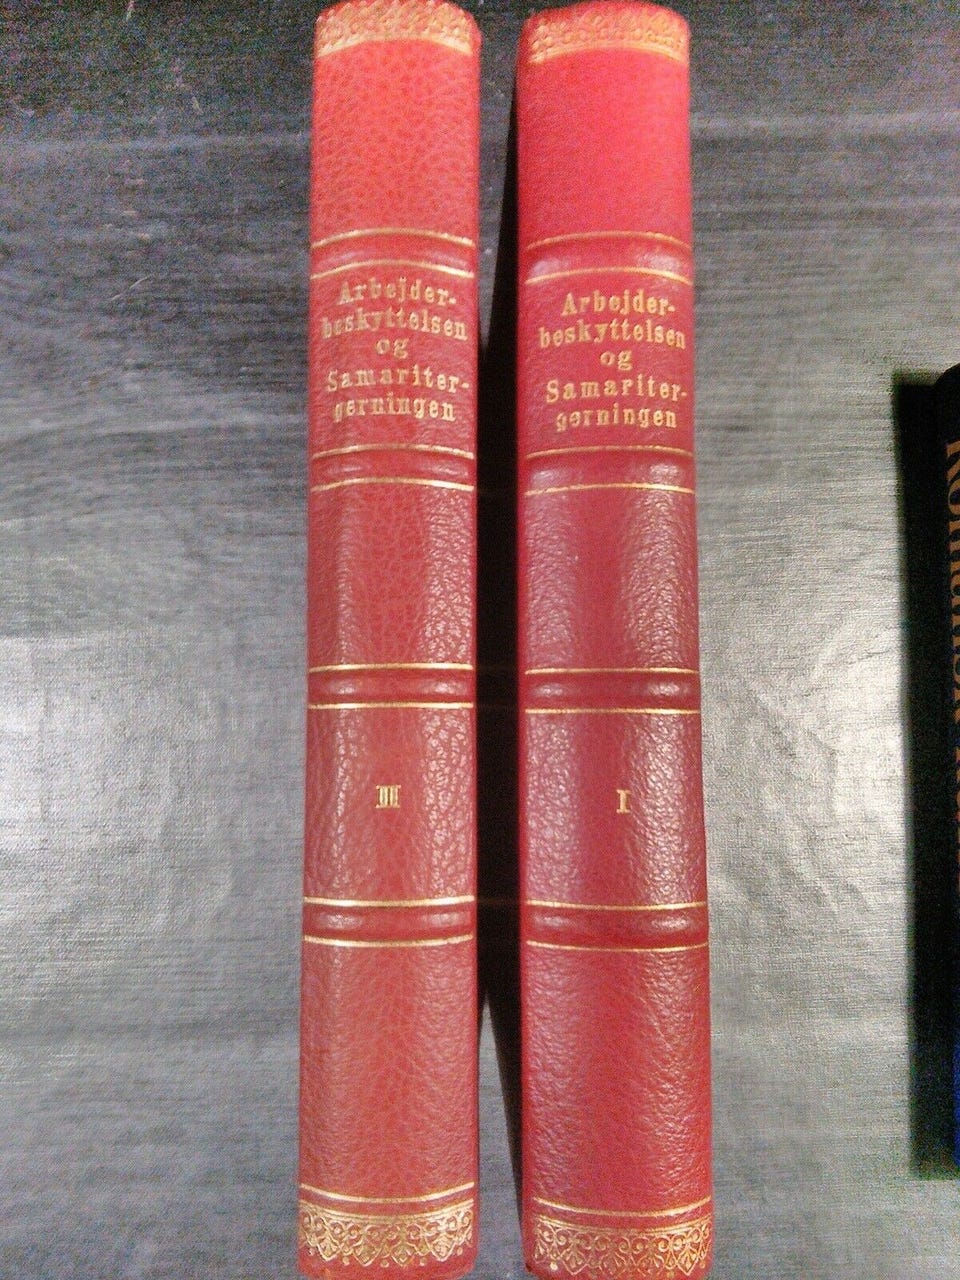 Arbejder-
beskyttelsen
og
Samariter-
gerningen
III
Arbejder-
beskyttelsen
og
Samariter-
gerningen
I